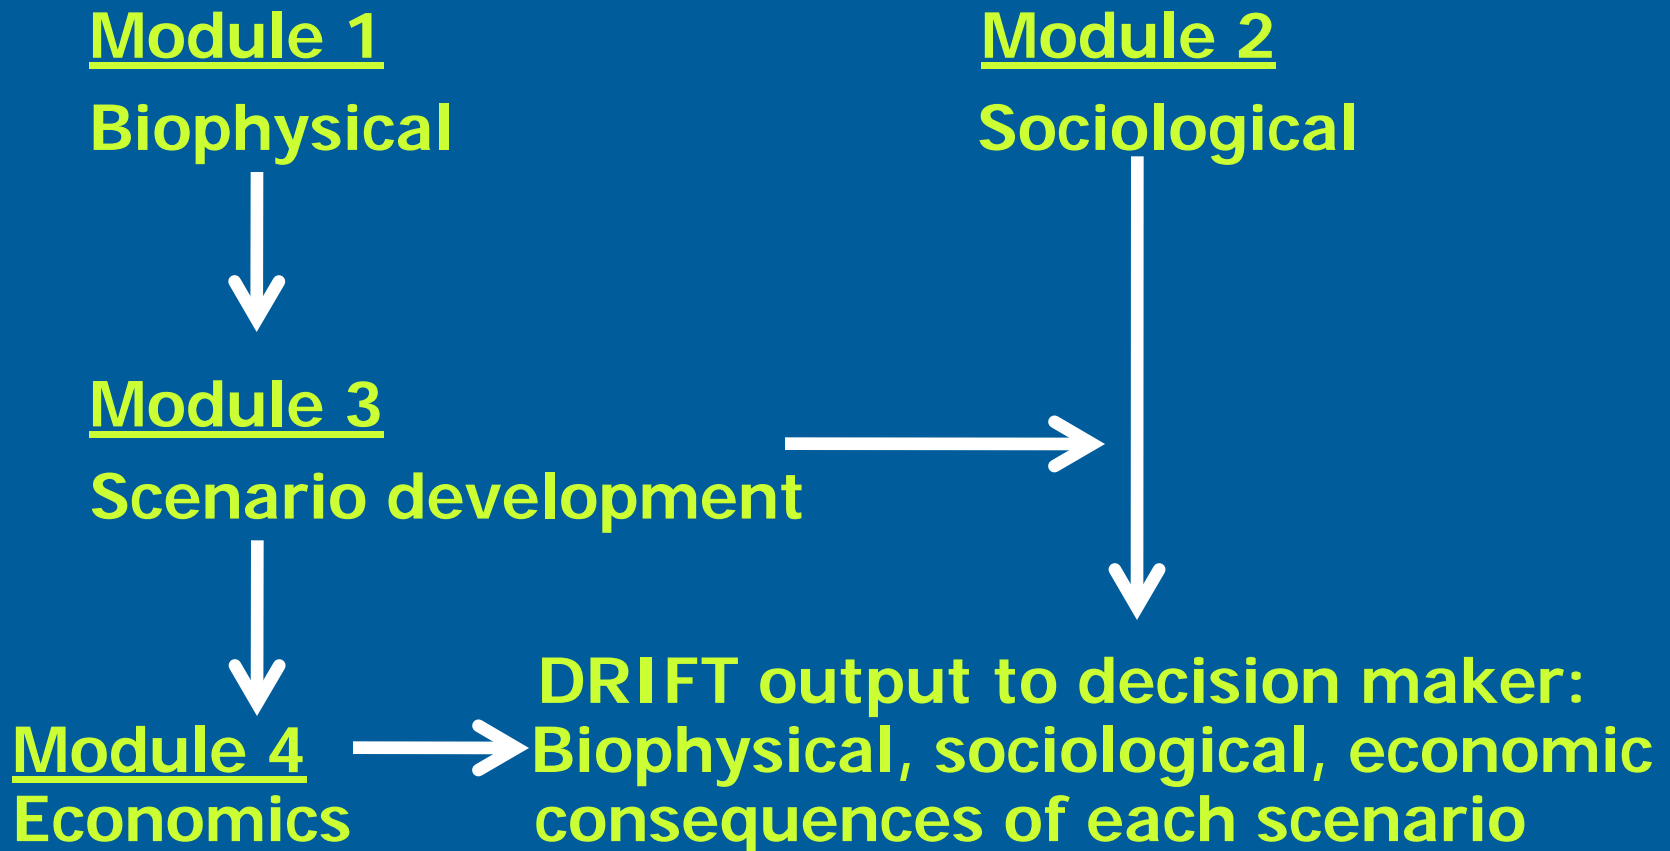 Module 1
Biophysical
Module 2
Sociological
Module 3
Scenario development
Module 4
Economics
DRIFT output to decision maker:
Biophysical, sociological, economic
consequences of each scenario